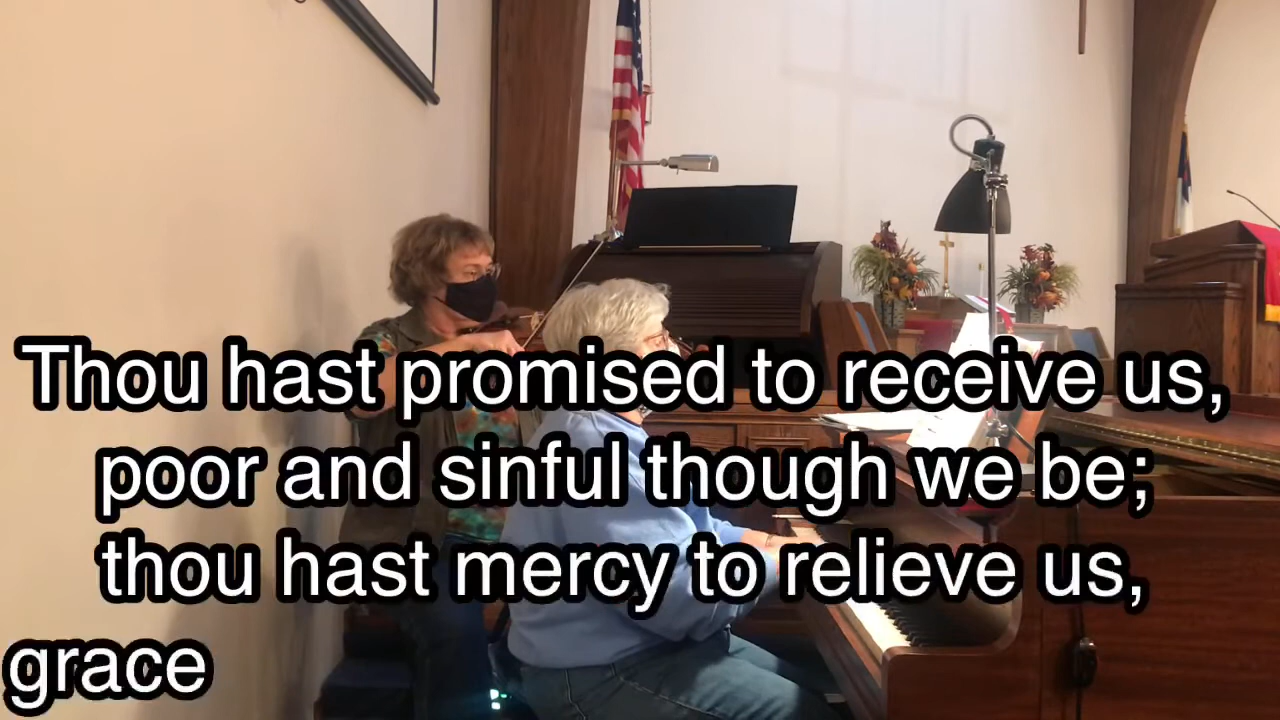 Thou hast promised to receive us,
poor and sinful though we be;
thou hast mercy to relieve us,
grace